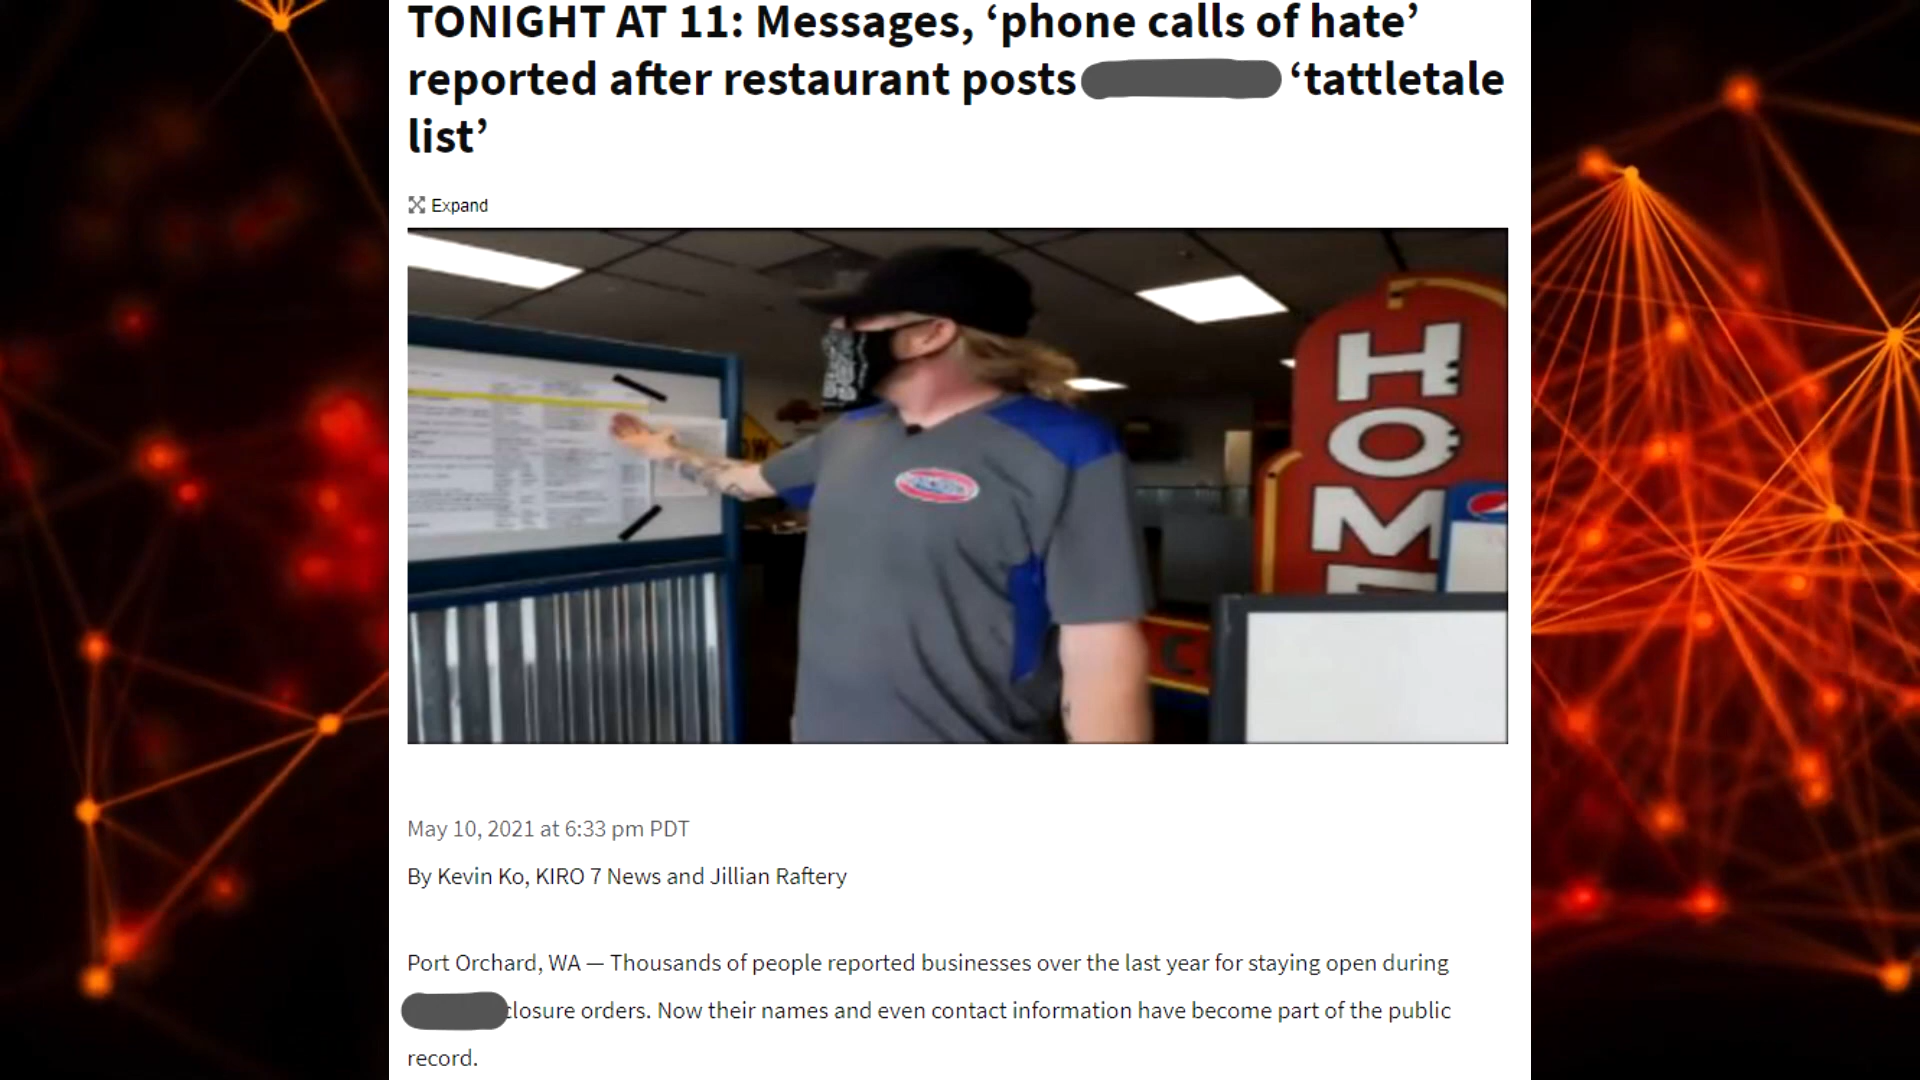 TONIGHT AT 11: Messages, ‘phone calls of hate’
reported after restaurant posts ‘tattletale
list’
Expand
HOME
May 10, 2021 at 6:33 pm PDT
By Kevin Ko, KIRO 7 News and Jillian Raftery
Port Orchard, WA — Thousands of people reported businesses over the last year for staying open during
closure orders. Now their names and even contact information have become part of the public
record.